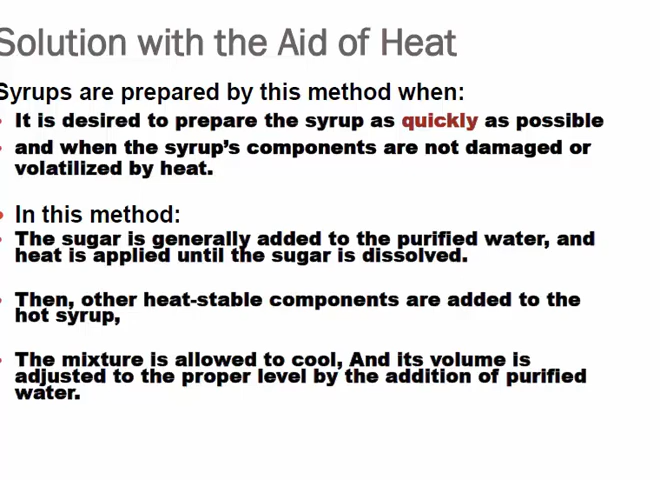 Solution with the Aid of Heat
Syrups are prepared by this method when:
• It is desired to prepare the syrup as quickly as possible
• and when the syrup's components are not damaged or
volatilized by heat.
• In this method:
• The sugar is generally added to the purified water, and
heat is applied until the sugar is dissolved.
• Then, other heat-stable components are added to the
hot syrup,
• The mixture is allowed to cool, And its volume is
adjusted to the proper level by the addition of purified
water.